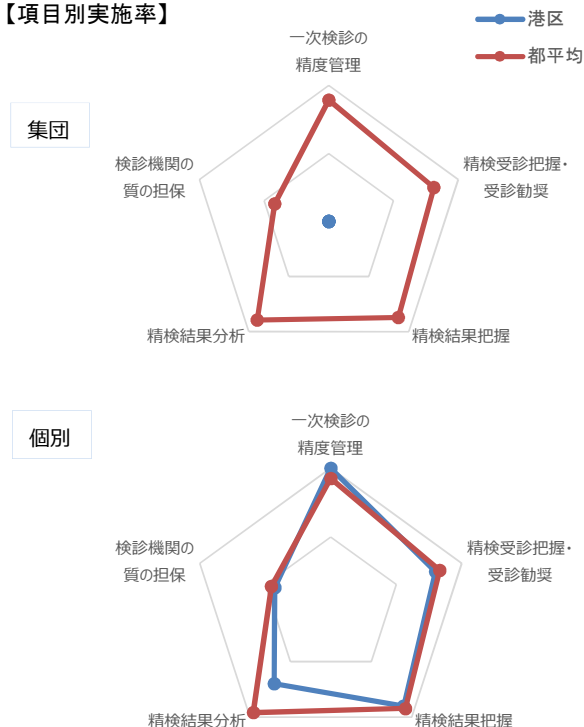 【項目別実施率】
港区
都平均
集団
一次検診の
精度管理
精検受診把握・
受診勧奨
精検結果把握
精検結果分析
検診機関の
質の担保
個別
一次検診の
精度管理
精検受診把握・
受診勧奨
精検結果把握
精検結果分析
検診機関の
質の担保